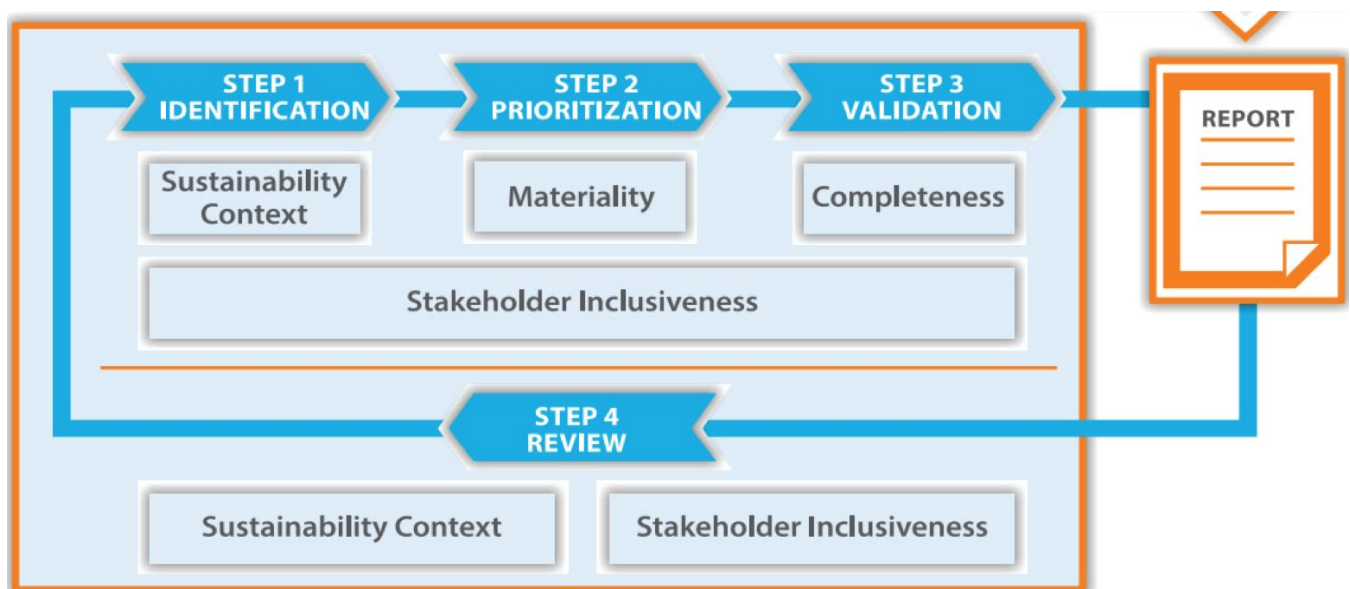 STEP 1
IDENTIFICATION
STEP 2
PRIORITIZATION
STEP 3
VALIDATION
REPORT
Sustainability
Context
Materiality
Completeness
Stakeholder Inclusiveness
STEP 4
REVIEW
Sustainability Context
Stakeholder Inclusiveness